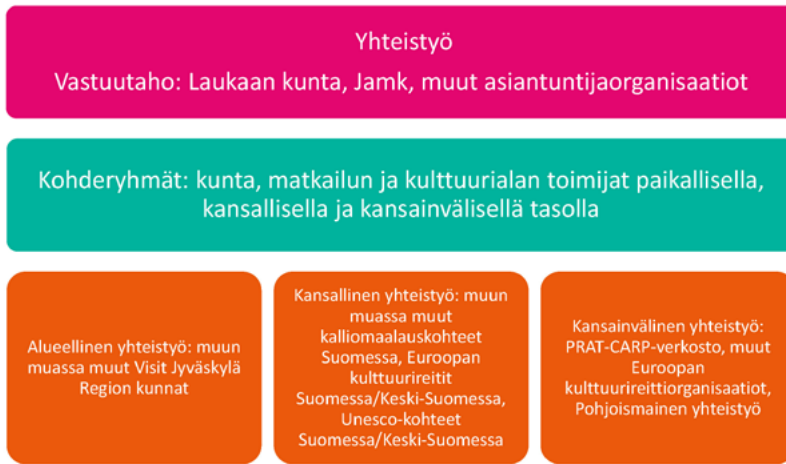 Yhteistyö
Vastuutaho: Laukaan kunta, Jamk, muut asiantuntijaorganisaatiot
Kohderyhmät: kunta, matkailun ja kulttuurialan toimijat paikallisella,
kansallisella ja kansainvälisellä tasolla
Alueellinen yhteistyö: muun
muassa muut Visit Jyväskylä
Region kunnat
Kansallinen yhteistyö: muun
muassa muut
kalliomaalauskohteet
Suomessa, Euroopan
kulttuurireitit
Suomessa/Keski-Suomessa,
Unesco-kohteet
Suomessa/Keski-Suomessa
Kansainvälinen yhteistyö:
PRAT-CARP-verkosto, muut
Euroopan
kulttuurireittiorganisaatiot,
Pohjoismainen yhteistyö